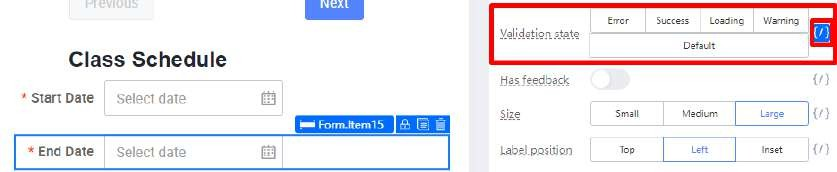 Previous
Next
Class Schedule
* Start Date
Select date
Form.Item15
* End Date
Select date
Validation state
Error
Success
Loading
Warning
{/}
Default
Has feedback
{/}
Size
Small
Medium
Large
{/}
Label position
Top
Left
Inset
{/}